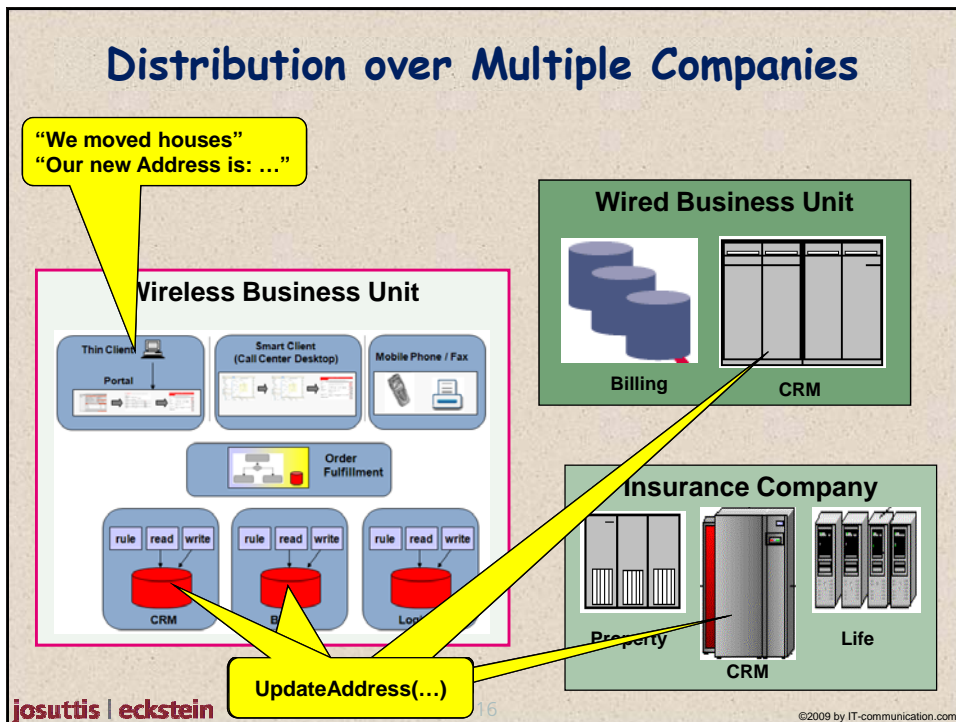 Distribution over Multiple Companies
“We moved houses”
“Our new Address is: …”
Wireless Business Unit
Thin Client
Portal
Smart Client
(Call Center Desktop)
Mobile Phone / Fax
Order
Fulfillment
rule read write
rule read write
rule read write
CRM
Wired Business Unit
Billing
CRM
Insurance Company
Property
CRM
Life
UpdateAddress(…)
josuttis | eckstein
16
©2009 by IT-communication.com